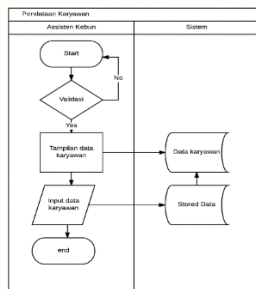 Pendataan Karyawan
Assisten Kebun
Sistem
Start
No
Validasi
Yes
Tampilan data
karyawan
Data karyawan
Input data
karyawan
Stored Data
end